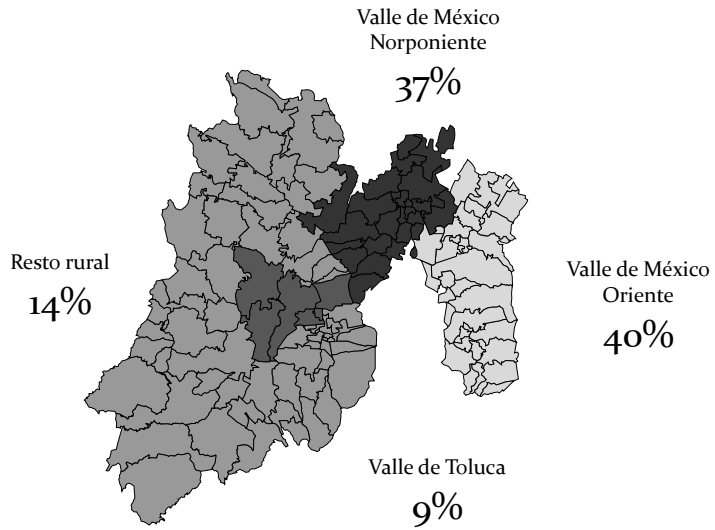 Valle de México
Norponiente
37%
Resto rural
14%
Valle de México
Oriente
40%
Valle de Toluca
9%